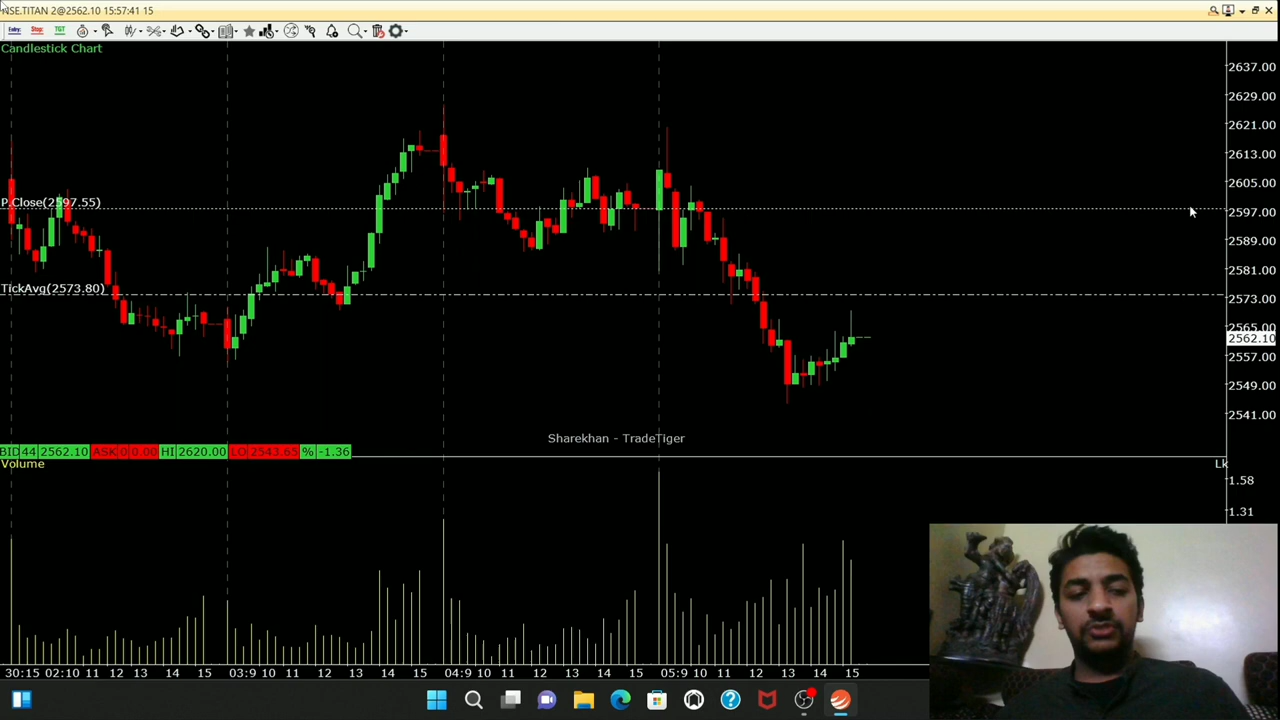 NSE.TITAN 2@2562.10 15:57:41 15
Entry: Stop: TGT
Candlestick Chart
2637.00
2629.00
2621.00
2613.00
2605.00
P.Close(2597.55)
2597.00
2589.00
2581.00
TickAvg(2573.80)
2573.00
2565.00
2562.10
2557.00
2549.00
2541.00
Sharekhan - TradeTiger
BID 44 2562.10 ASK 0 0.00 HI 2620.00 LO 2543.65 % -1.36
Volume
Lk
1.58
1.31
30:15 02:10 11 12 13 14 15 03:9 10 11 12 13 14 15 04:9 10 11 12 13 14 15 05:9 10 11 12 13 14 15